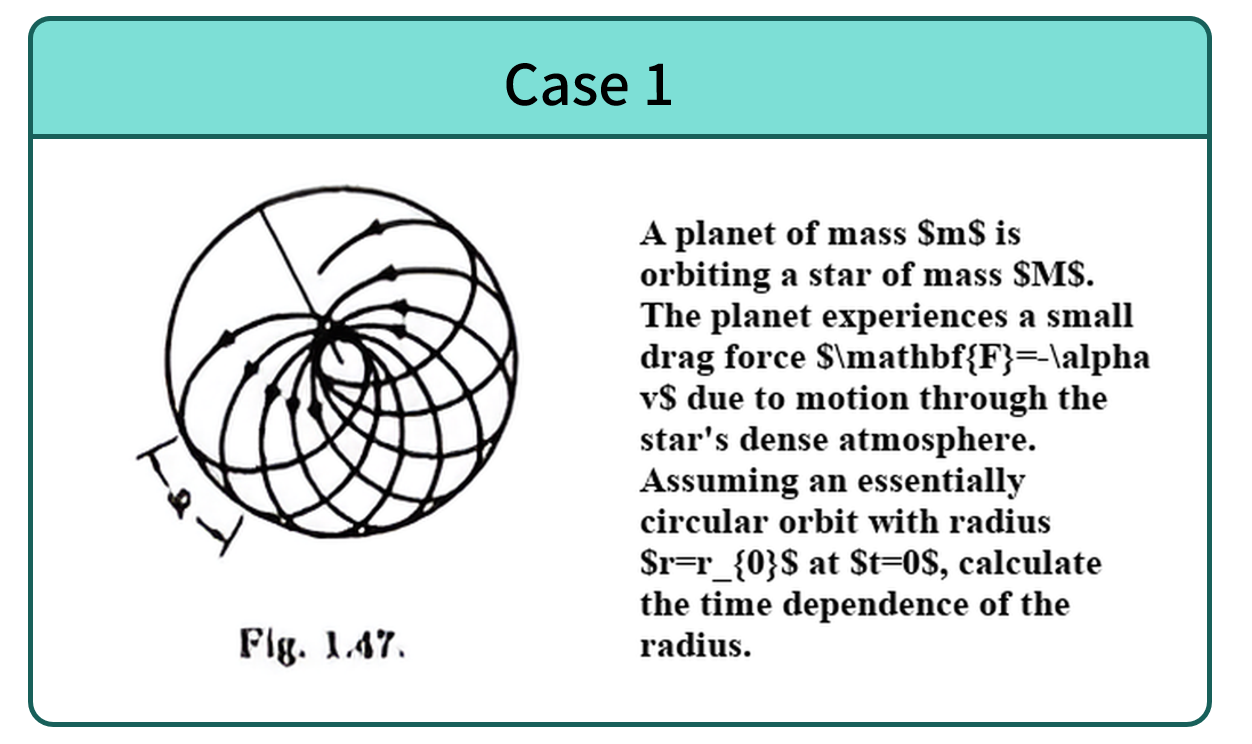 Case 1
A planet of mass $m$ is
orbiting a star of mass $M$.
The planet experiences a small
drag force $\mathbf{F}=-\alpha
v$ due to motion through the
star's dense atmosphere.
Assuming an essentially
circular orbit with radius
$r=r_{0}$ at $t=0$, calculate
the time dependence of the
radius.
φ
Fig. 1.47.